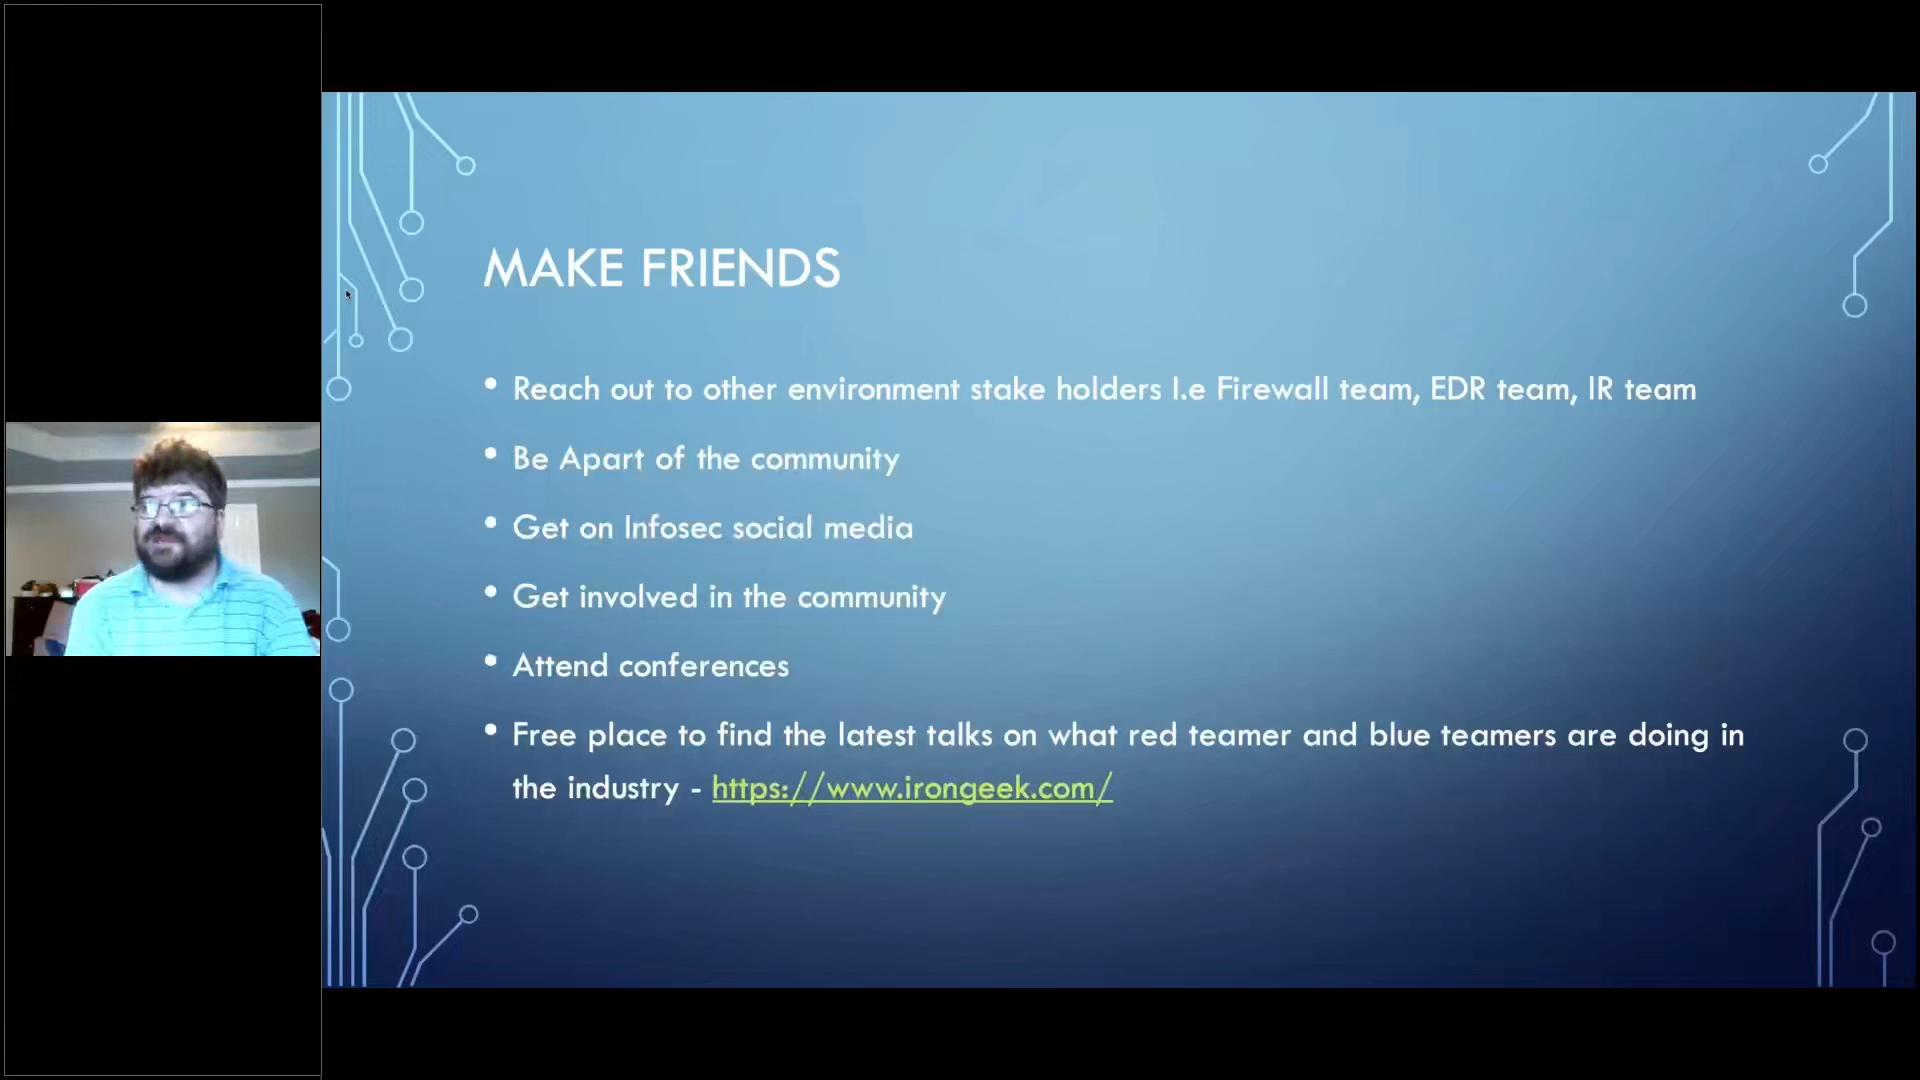 MAKE FRIENDS
• Reach out to other environment stake holders I.e Firewall team, EDR team, IR team
• Be Apart of the community
• Get on Infosec social media
• Get involved in the community
• Attend conferences
• Free place to find the latest talks on what red teamer and blue teamers are doing in
the industry - https://www.irongeek.com/